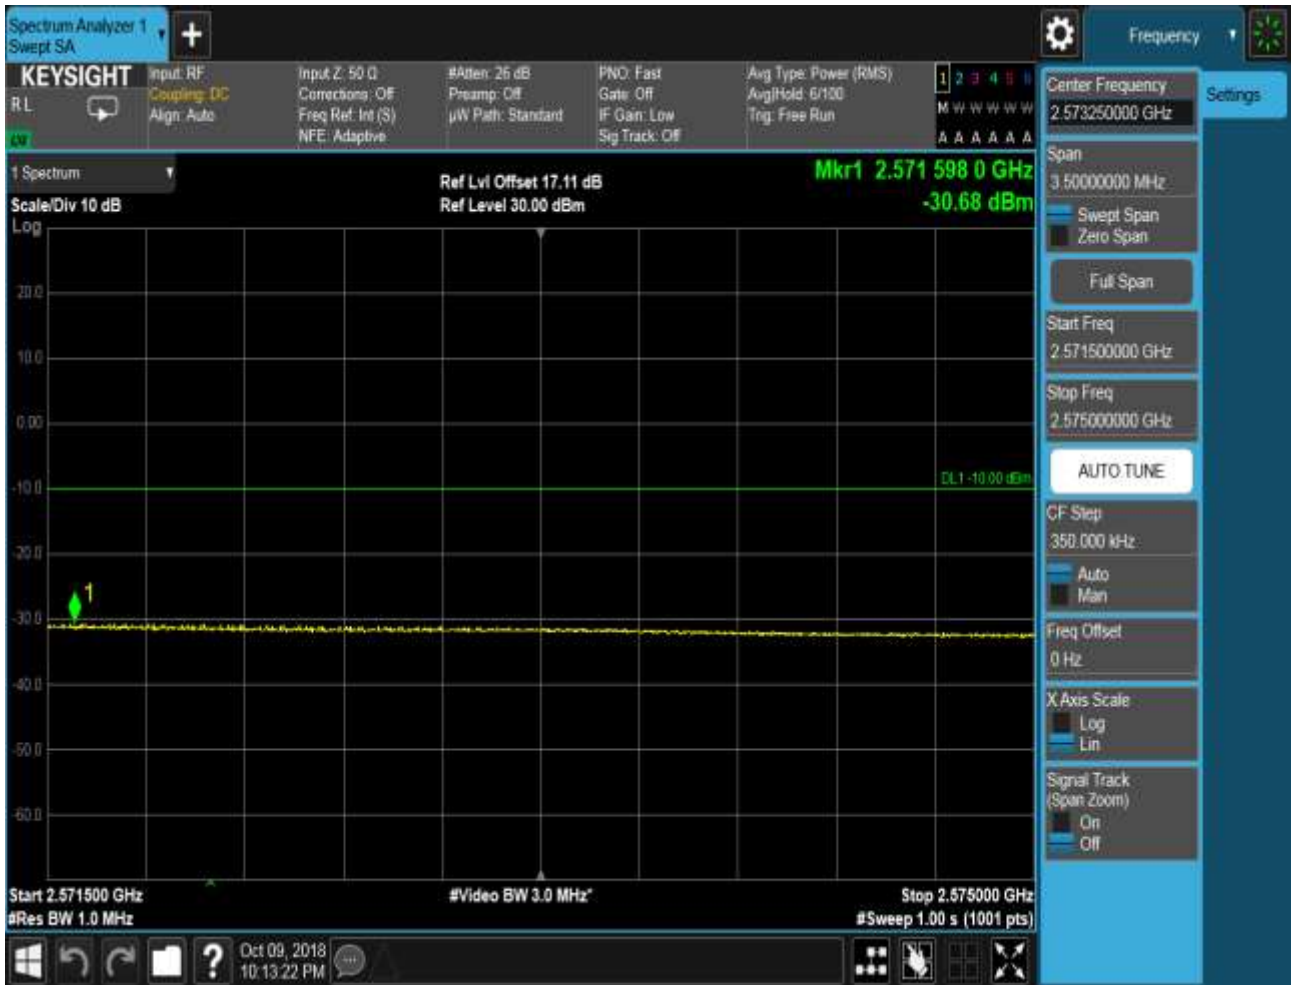 Spectrum Analyzer 1
Swept SA
Frequency
KEYSIGHT
RL
Input: RF
Coupling: DC
Align: Auto
Input Z: 50 Ω
Corrections: Off
Freq Ref: Int (S)
NFE: Adaptive
#Atten: 26 dB
Preamp: Off
µW Path: Standard
PNO: Fast
Gate: Off
IF Gain: Low
Sig Track: Off
Avg Type: Power (RMS)
Avg|Hold: 6/100
Trig: Free Run
1 2 3 4 5 6
M W W W W W
A A A A A A
1 Spectrum
Scale/Div 10 dB
Log
Ref Lvl Offset 17.11 dB
Ref Level 30.00 dBm
Mkr1 2.571 598 0 GHz
-30.68 dBm
20.0
10.0
0.00
-10.0
-20.0
-30.0
-40.0
-50.0
-60.0
DL1 -10.00 dBm
1
Start 2.571500 GHz
#Res BW 1.0 MHz
#Video BW 3.0 MHz*
Stop 2.575000 GHz
#Sweep 1.00 s (1001 pts)
Center Frequency
2.573250000 GHz
Settings
Span
3.50000000 MHz
Swept Span
Zero Span
Full Span
Start Freq
2.571500000 GHz
Stop Freq
2.575000000 GHz
AUTO TUNE
CF Step
350.000 kHz
Auto
Man
Freq Offset
0 Hz
X Axis Scale
Log
Lin
Signal Track
(Span Zoom)
On
Off
?
Oct 09, 2018
10:13:22 PM